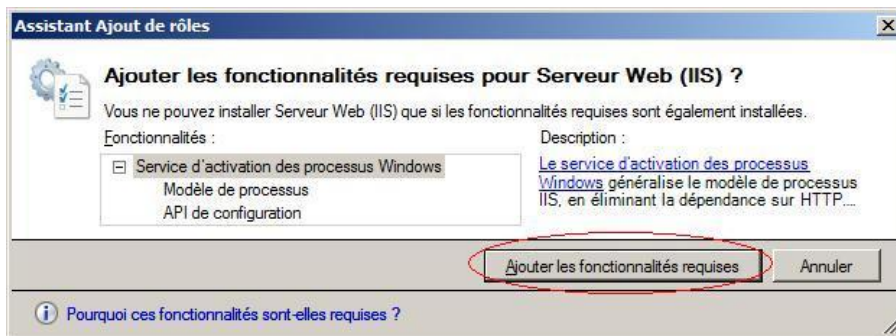 Assistant Ajout de rôles
Ajouter les fonctionnalités requises pour Serveur Web (IIS) ?
Vous ne pouvez installer Serveur Web (IIS) que si les fonctionnalités requises sont également installées.
Fonctionnalités :
Service d'activation des processus Windows
Modèle de processus
API de configuration
Description :
Le service d'activation des processus
Windows généralise le modèle de processus
IIS, en éliminant la dépendance sur HTTP....
Ajouter les fonctionnalités requises
Annuler
Pourquoi ces fonctionnalités sont-elles requises ?